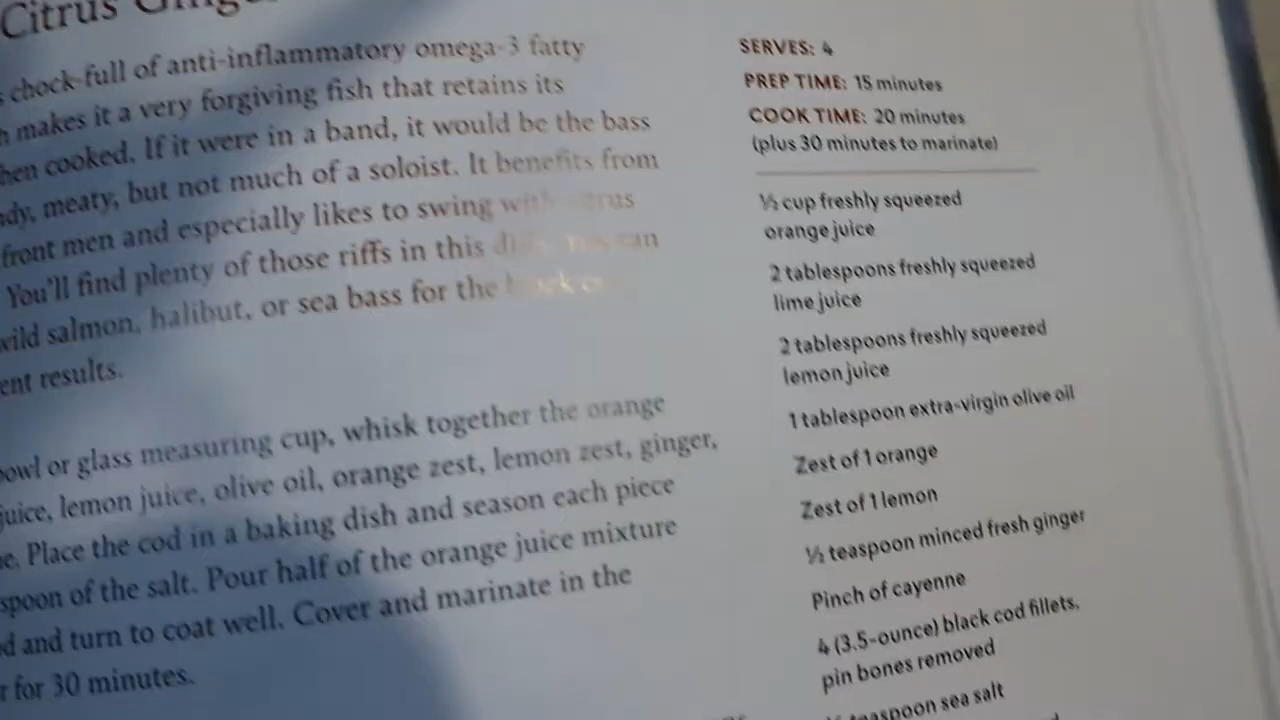 Citrus Ginge
chock-full of anti-inflammatory omega-3 fatty
makes it a very forgiving fish that retains its
hen cooked. If it were in a band, it would be the bass
dy, meaty, but not much of a soloist. It benefits from
front men and especially likes to swing with citrus
You'll find plenty of those riffs in this
wild salmon, halibut, or sea bass for the
ent results.
bowl or glass measuring cup, whisk together the orange
juice, lemon juice, olive oil, orange zest, lemon zest, ginger,
e. Place the cod in a baking dish and season each piece
spoon of the salt. Pour half of the orange juice mixture
d and turn to coat well. Cover and marinate in the
r for 30 minutes.
SERVES: 4
PREP TIME: 15 minutes
COOK TIME: 20 minutes
(plus 30 minutes to marinate)
cup freshly squeezed
orange juice
2 tablespoons freshly squeezed
lime juice
2 tablespoons freshly squeezed
lemon juice
1 tablespoon extra-virgin olive oil
Zest of 1 orange
Zest of 1 lemon
½ teaspoon minced fresh ginger
Pinch of cayenne
4 (3.5-ounce) black cod fillets,
pin bones removed
teaspoon sea salt